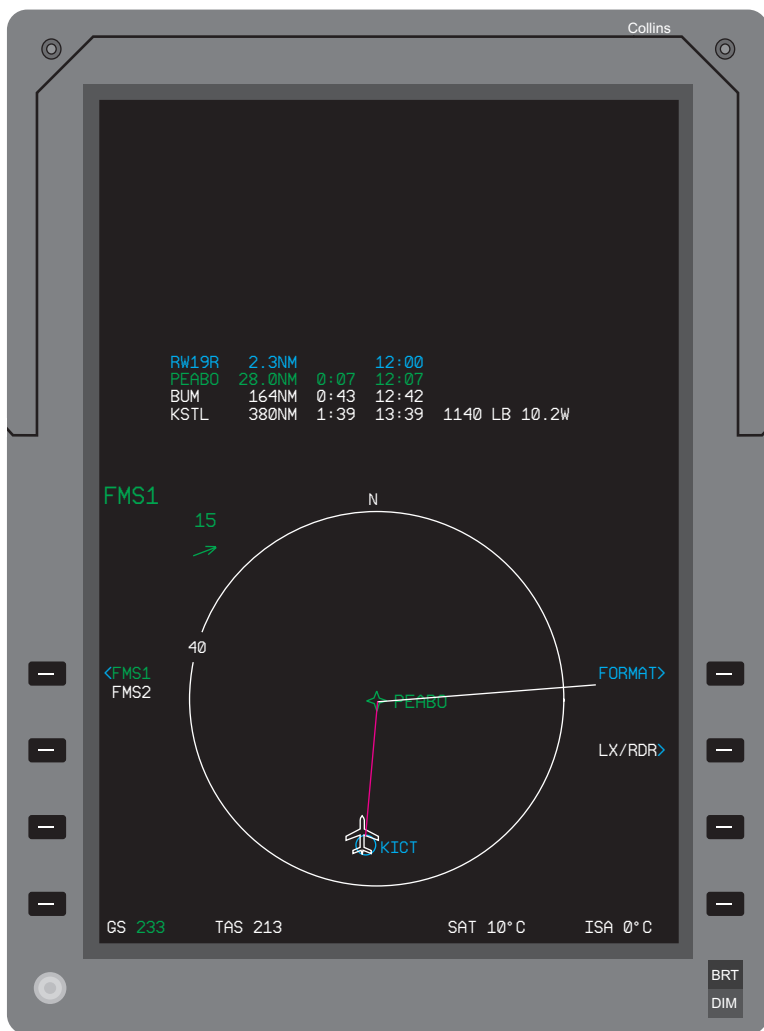 Collins
RW19R 2.3NM 12:00
PEABO 28.0NM 0:07 12:07
BUM 164NM 0:43 12:42
KSTL 380NM 1:39 13:39 1140 LB 10.2W
FMS1
N
15
40
<FMS1
FORMAT>
FMS2
PEABO
LX/RDR>
KICT
GS 233 TAS 213 SAT 10°C ISA 0°C
BRT
DIM